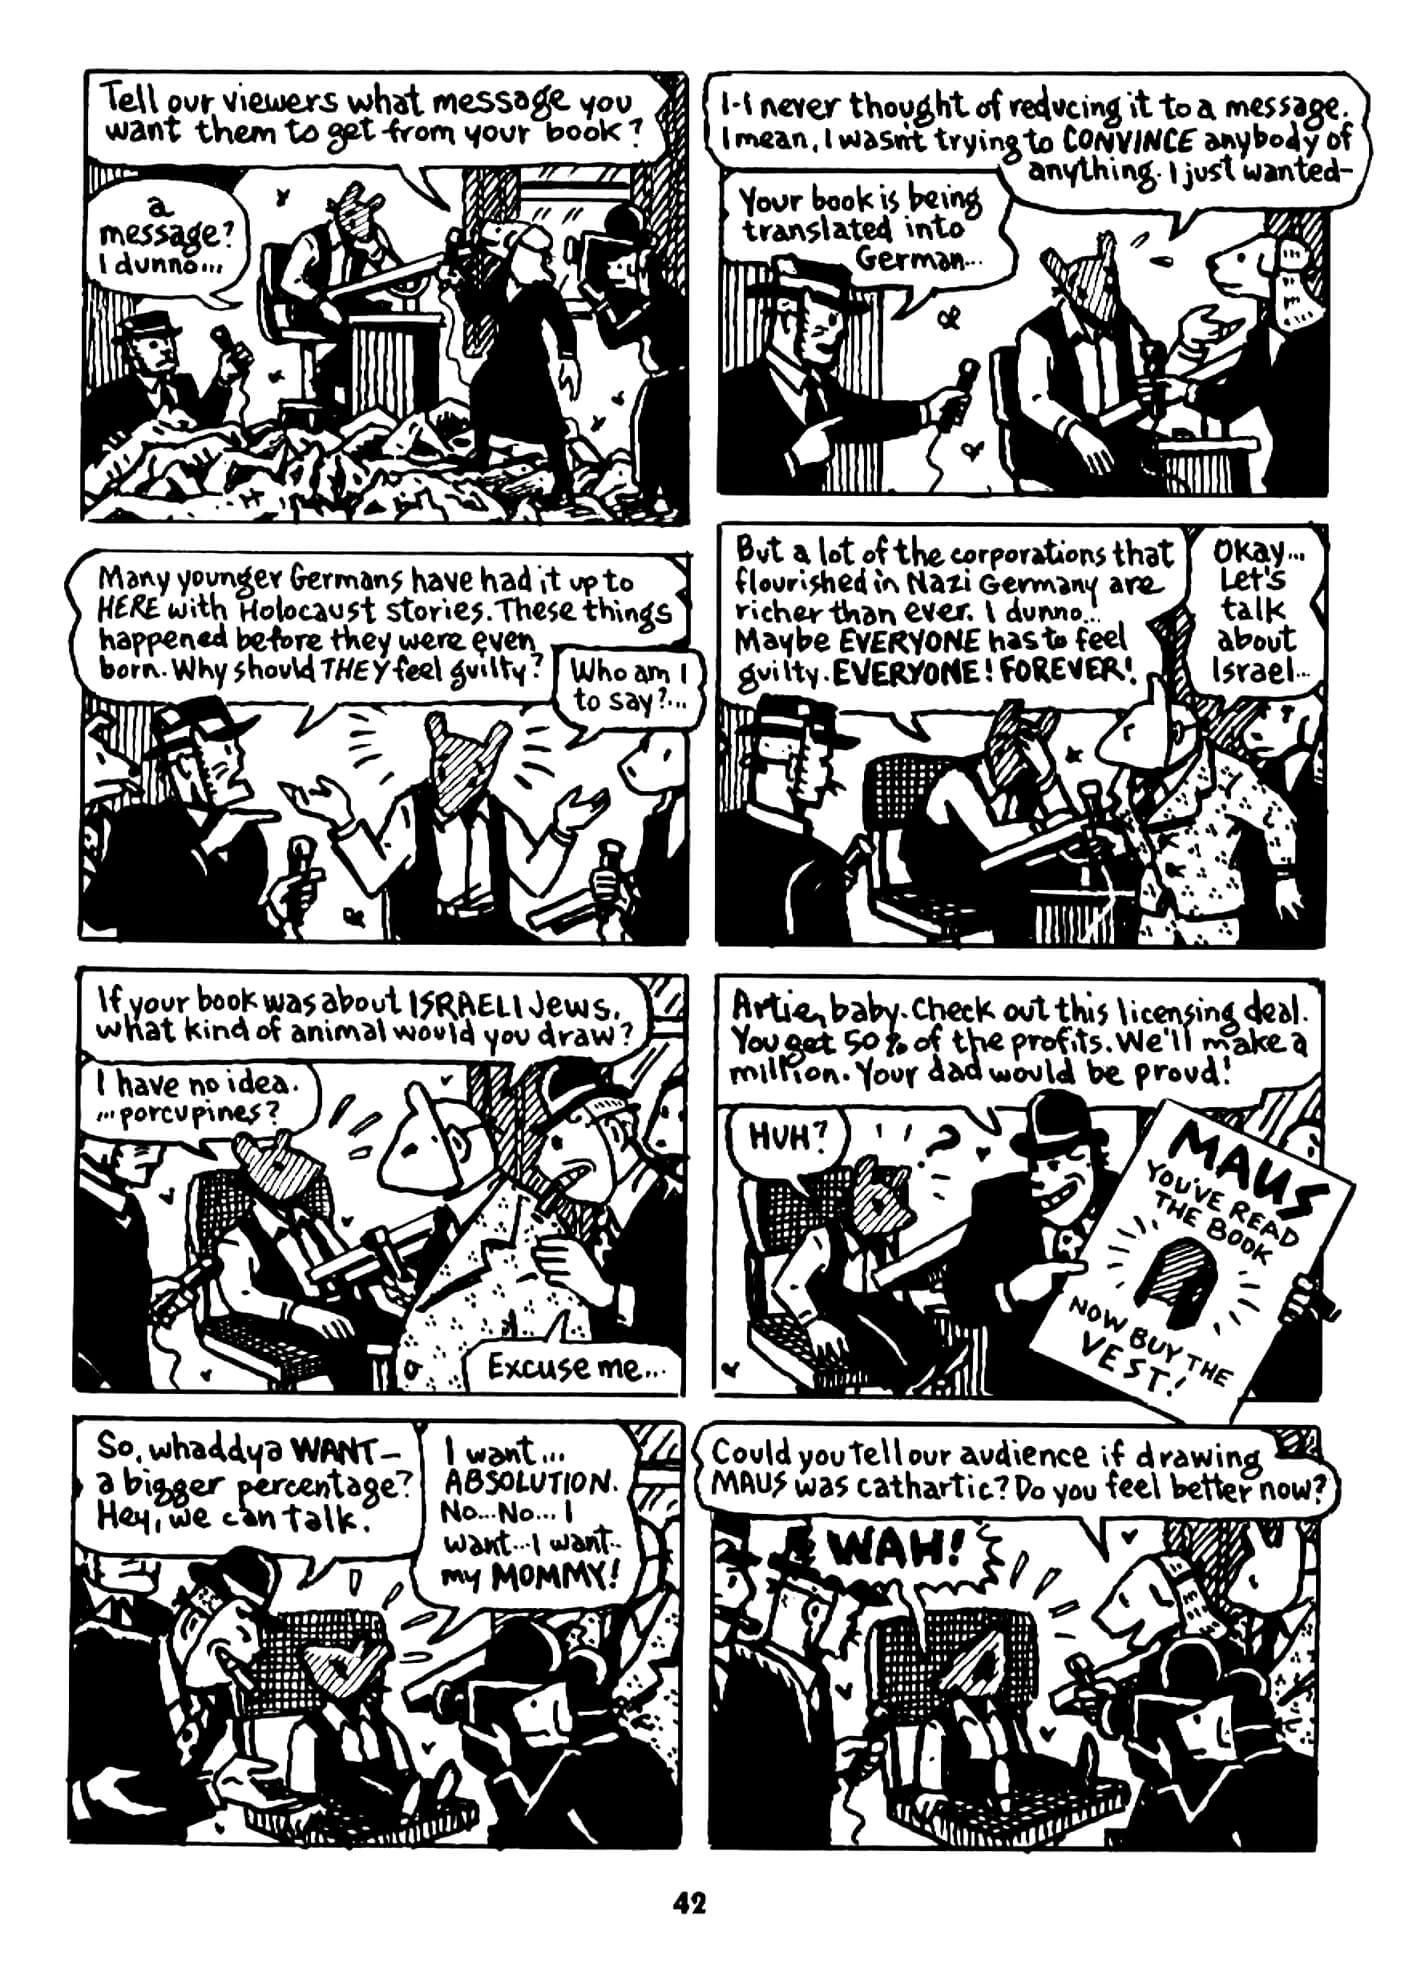 Tell our viewers what message you
want them to get from your book?
a
message?
I dunno...
I-I never thought of reducing it to a message.
I mean, I wasn't trying to CONVINCE anybody of
anything. I just wanted-
Your book is being
translated into
German...
Many younger Germans have had it up to
HERE with Holocaust stories. These things
happened before they were even
born. Why should THEY feel guilty?
Who am I
to say?...
But a lot of the corporations that
flourished in Nazi Germany are
richer than ever. I dunno...
Maybe EVERYONE has to feel
guilty. EVERYONE! FOREVER!
Okay...
Let's
talk
about
Israel...
If your book was about ISRAELI Jews,
what kind of animal would you draw?
I have no idea.
...porcupines?
Excuse me...
Artie, baby. Check out this licensing deal.
You get 50% of the profits. We'll make a
million. Your dad would be proud!
HUH?
?
MAUS
YOU'VE READ
THE BOOK
NOW BUY THE
VEST!
So, whaddya WANT—
a bigger percentage?
Hey, we can talk.
I want...
ABSOLUTION.
No...No... I
want...I want..
my MOMMY!
Could you tell our audience if drawing
MAUS was cathartic? Do you feel better now?
WAH!
42